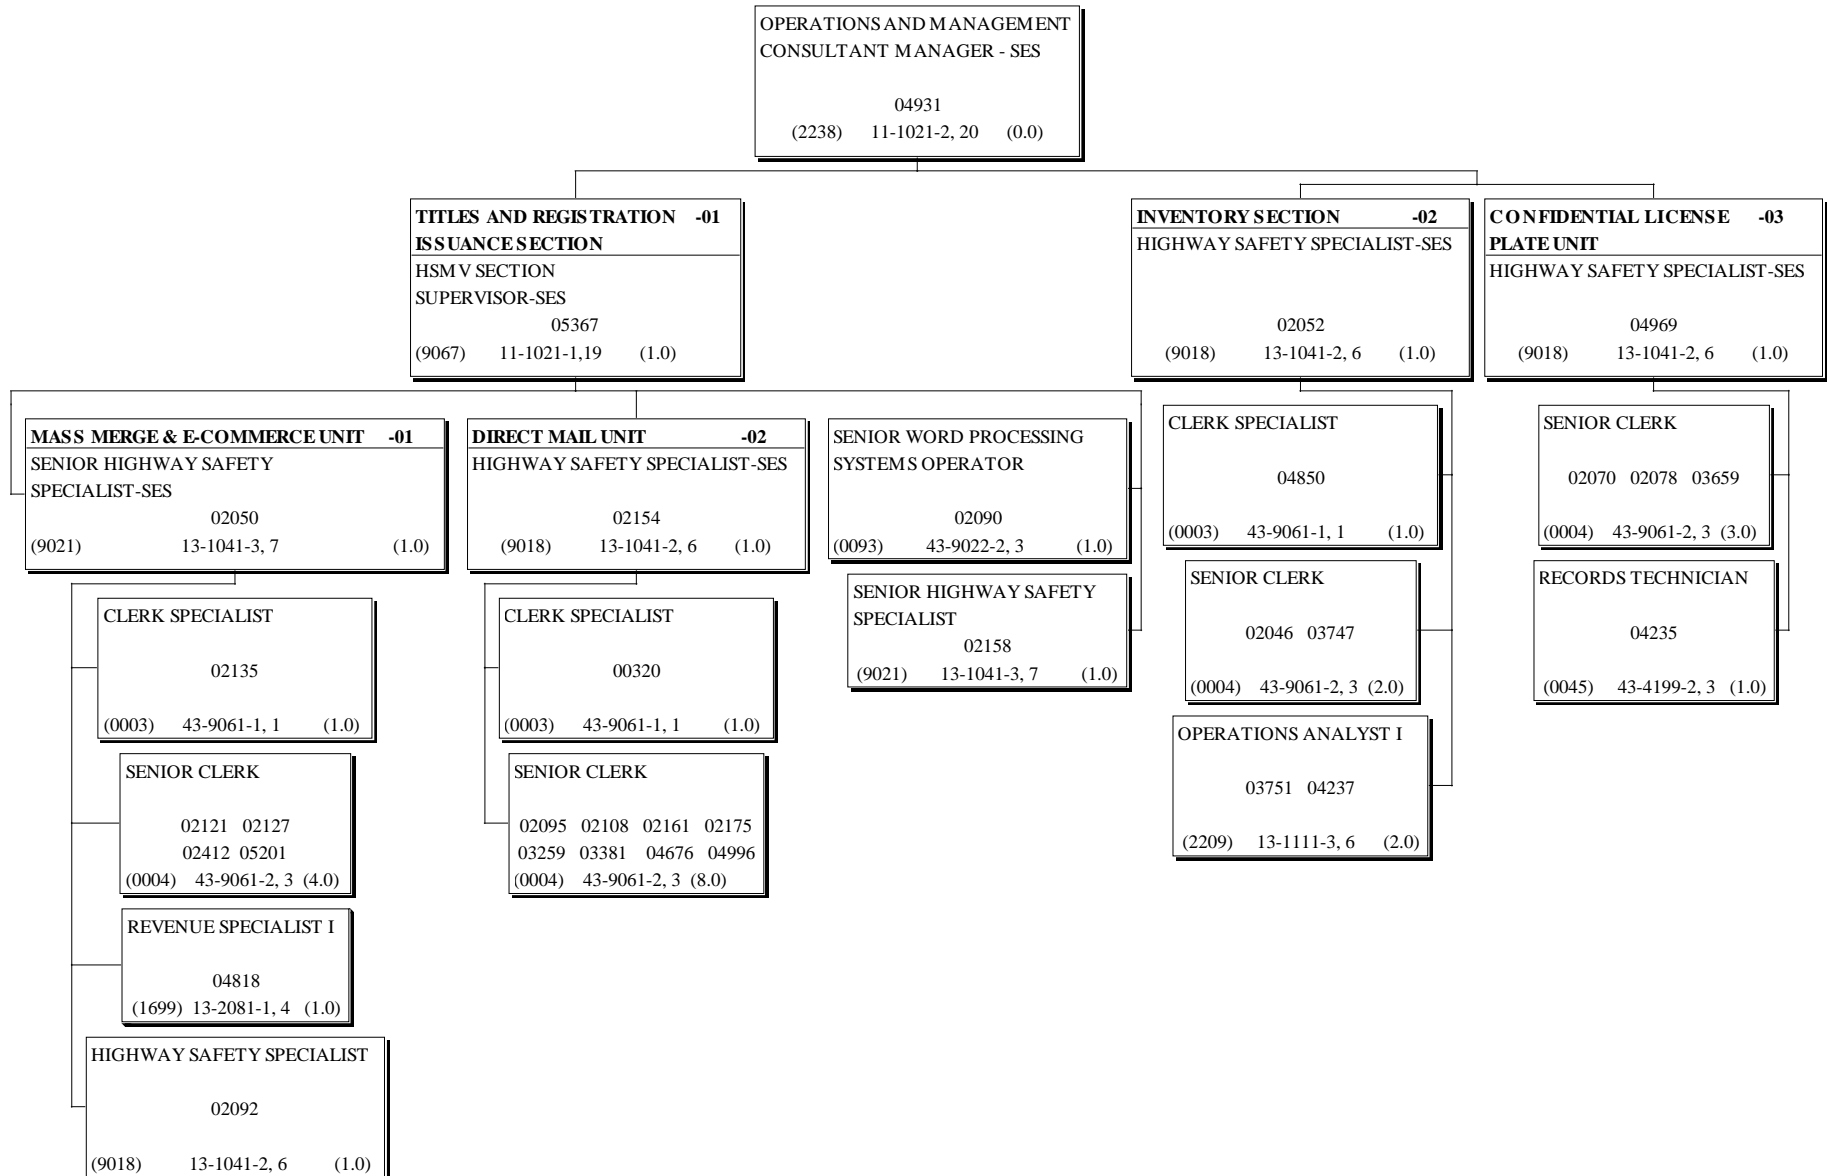 OPERATIONS AND MANAGEMENT
CONSULTANT MANAGER - SES
04931
(2238) 11-1021-2, 20 (0.0)
TITLES AND REGISTRATION -01
ISSUANCE SECTION
HSMV SECTION
SUPERVISOR-SES
05367
(9067) 11-1021-1,19 (1.0)
INVENTORY SECTION -02
HIGHWAY SAFETY SPECIALIST-SES
02052
(9018) 13-1041-2, 6 (1.0)
CONFIDENTIAL LICENSE -03
PLATE UNIT
HIGHWAY SAFETY SPECIALIST-SES
04969
(9018) 13-1041-2, 6 (1.0)
MASS MERGE & E-COMMERCE UNIT -01
SENIOR HIGHWAY SAFETY
SPECIALIST-SES
02050
(9021) 13-1041-3, 7 (1.0)
CLERK SPECIALIST
02135
(0003) 43-9061-1, 1 (1.0)
SENIOR CLERK
02121 02127
02412 05201
(0004) 43-9061-2, 3 (4.0)
REVENUE SPECIALIST I
04818
(1699) 13-2081-1, 4 (1.0)
HIGHWAY SAFETY SPECIALIST
02092
(9018) 13-1041-2, 6 (1.0)
DIRECT MAIL UNIT -02
HIGHWAY SAFETY SPECIALIST-SES
02154
(9018) 13-1041-2, 6 (1.0)
CLERK SPECIALIST
00320
(0003) 43-9061-1, 1 (1.0)
SENIOR CLERK
02095 02108 02161 02175
03259 03381 04676 04996
(0004) 43-9061-2, 3 (8.0)
SENIOR WORD PROCESSING
SYSTEMS OPERATOR
02090
(0093) 43-9022-2, 3 (1.0)
SENIOR HIGHWAY SAFETY
SPECIALIST
02158
(9021) 13-1041-3, 7 (1.0)
CLERK SPECIALIST
04850
(0003) 43-9061-1, 1 (1.0)
SENIOR CLERK
02046 03747
(0004) 43-9061-2, 3 (2.0)
OPERATIONS ANALYST I
03751 04237
(2209) 13-1111-3, 6 (2.0)
SENIOR CLERK
02070 02078 03659
(0004) 43-9061-2, 3 (3.0)
RECORDS TECHNICIAN
04235
(0045) 43-4199-2, 3 (1.0)